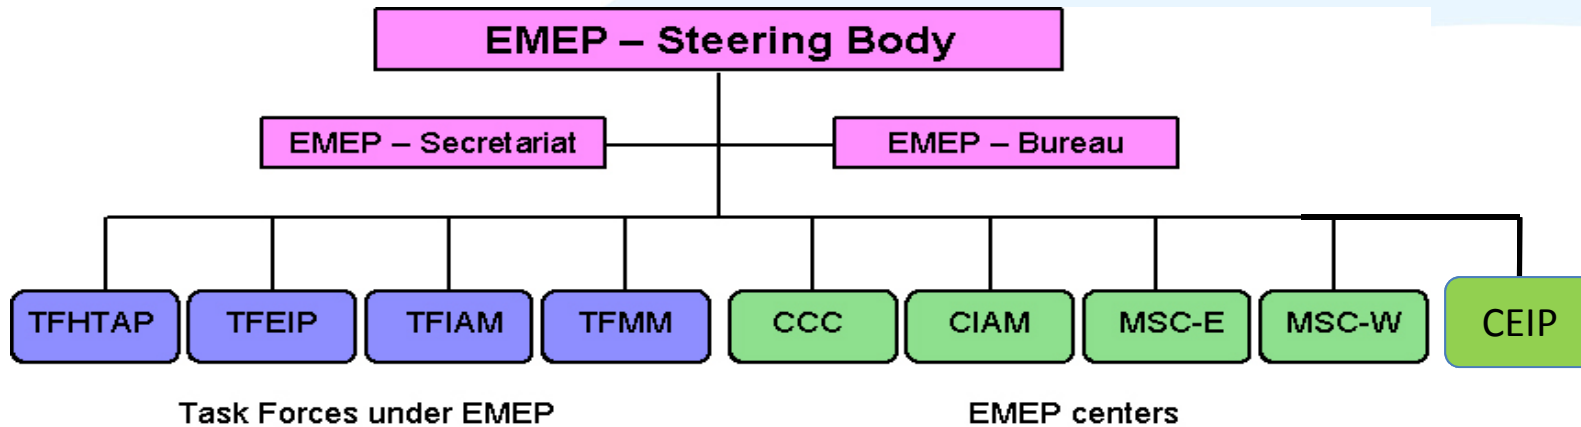 EMEP – Steering Body
EMEP – Secretariat
EMEP – Bureau
TFHTAP
TFEIP
TFIAM
TFMM
CCC
CIAM
MSC-E
MSC-W
CEIP
Task Forces under EMEP
EMEP centers